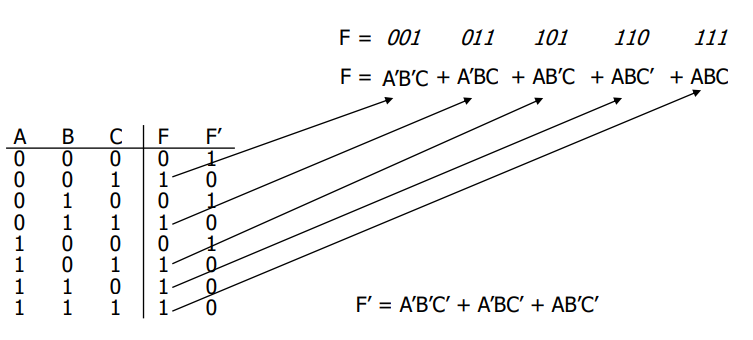 F = 001 011 101 110 111
F = A′B′C + A′BC + AB′C + ABC′ + ABC
A B C F F′
0 0 0 0 1
0 0 1 1 0
0 1 0 0 1
0 1 1 1 0
1 0 0 0 1
1 0 1 1 0
1 1 0 1 0
1 1 1 1 0
F′ = A′B′C′ + A′BC′ + AB′C′